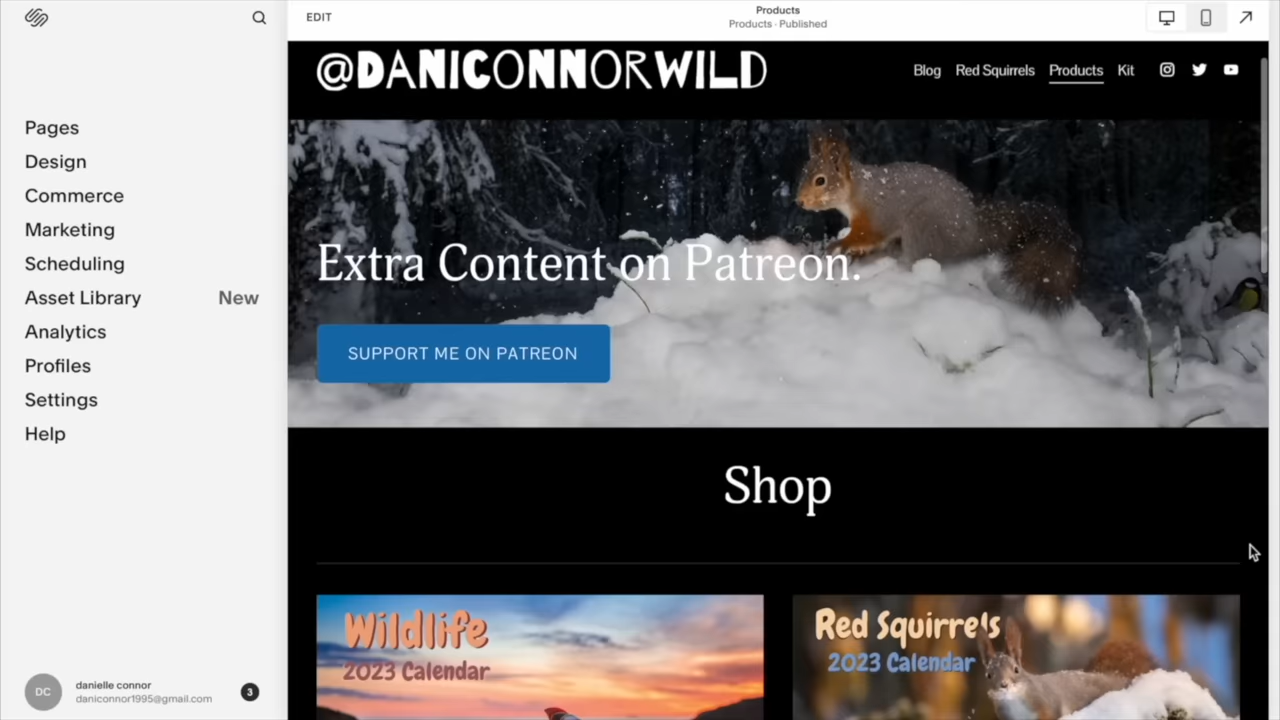 EDIT
Products
Products · Published
@DANICONNORWILD
Blog Red Squirrels Products Kit
Pages
Design
Commerce
Marketing
Scheduling
Asset Library New
Analytics
Profiles
Settings
Help
Extra Content on Patreon.
SUPPORT ME ON PATREON
Shop
Wildlife
2023 Calendar
Red Squirrels
2023 Calendar
DC
danielle connor
daniconnor1995@gmail.com
3